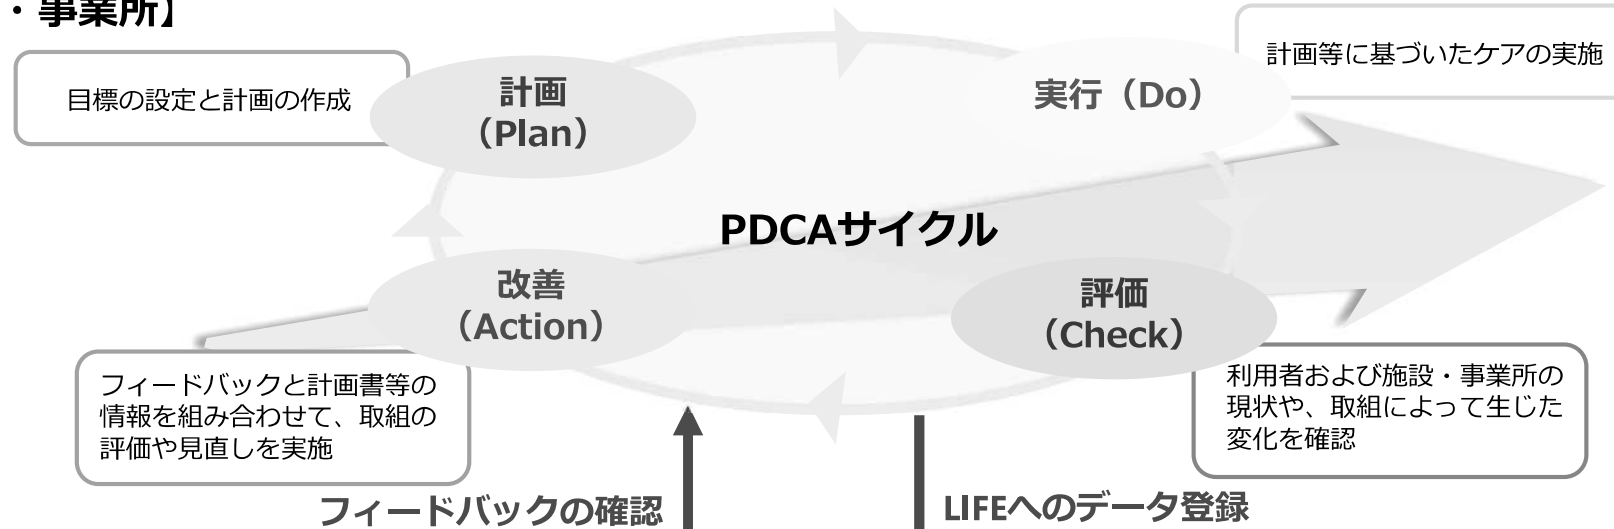 ・事業所】
目標の設定と計画の作成
計画
（Plan）
実行（Do）
計画等に基づいたケアの実施
PDCAサイクル
改善
（Action）
評価
（Check）
フィードバックと計画書等の
情報を組み合わせて、取組の
評価や見直しを実施
利用者および施設・事業所の
現状や、取組によって生じた
変化を確認
フィードバックの確認
LIFEへのデータ登録